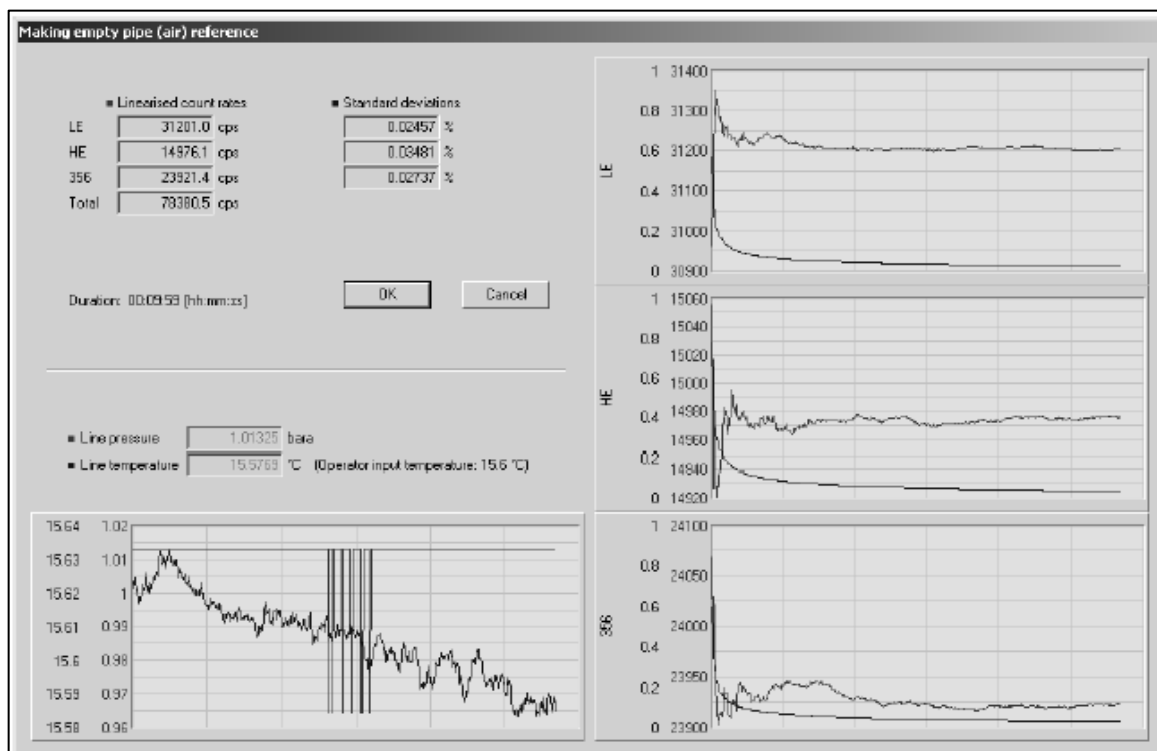 Making empty pipe (air) reference
Linearised count rates Standard deviations
LE 31201.0 cps 0.02457 %
HE 14976.1 cps 0.03481 %
356 23921.4 cps 0.02737 %
Total 78380.5 cps
Duration: 00:09:59 [hh:mm:ss]
OK Cancel
Line pressure 1.01325 bara
Line temperature 15.5769 °C (Operator input temperature: 15.6 °C)
15.64 1.02
15.63 1.01
15.62 1
15.61 0.99
15.6 0.98
15.59 0.97
15.58 0.96
LE
1 31400
0.8 31300
0.6 31200
0.4 31100
0.2 31000
0 30900
HE
1 15060
15040
0.8
15020
0.6
15000
0.4 14980
14960
0.2
14940
0 14920
356
1 24100
0.8 24050
0.6
24000
0.4
0.2 23950
0 23900